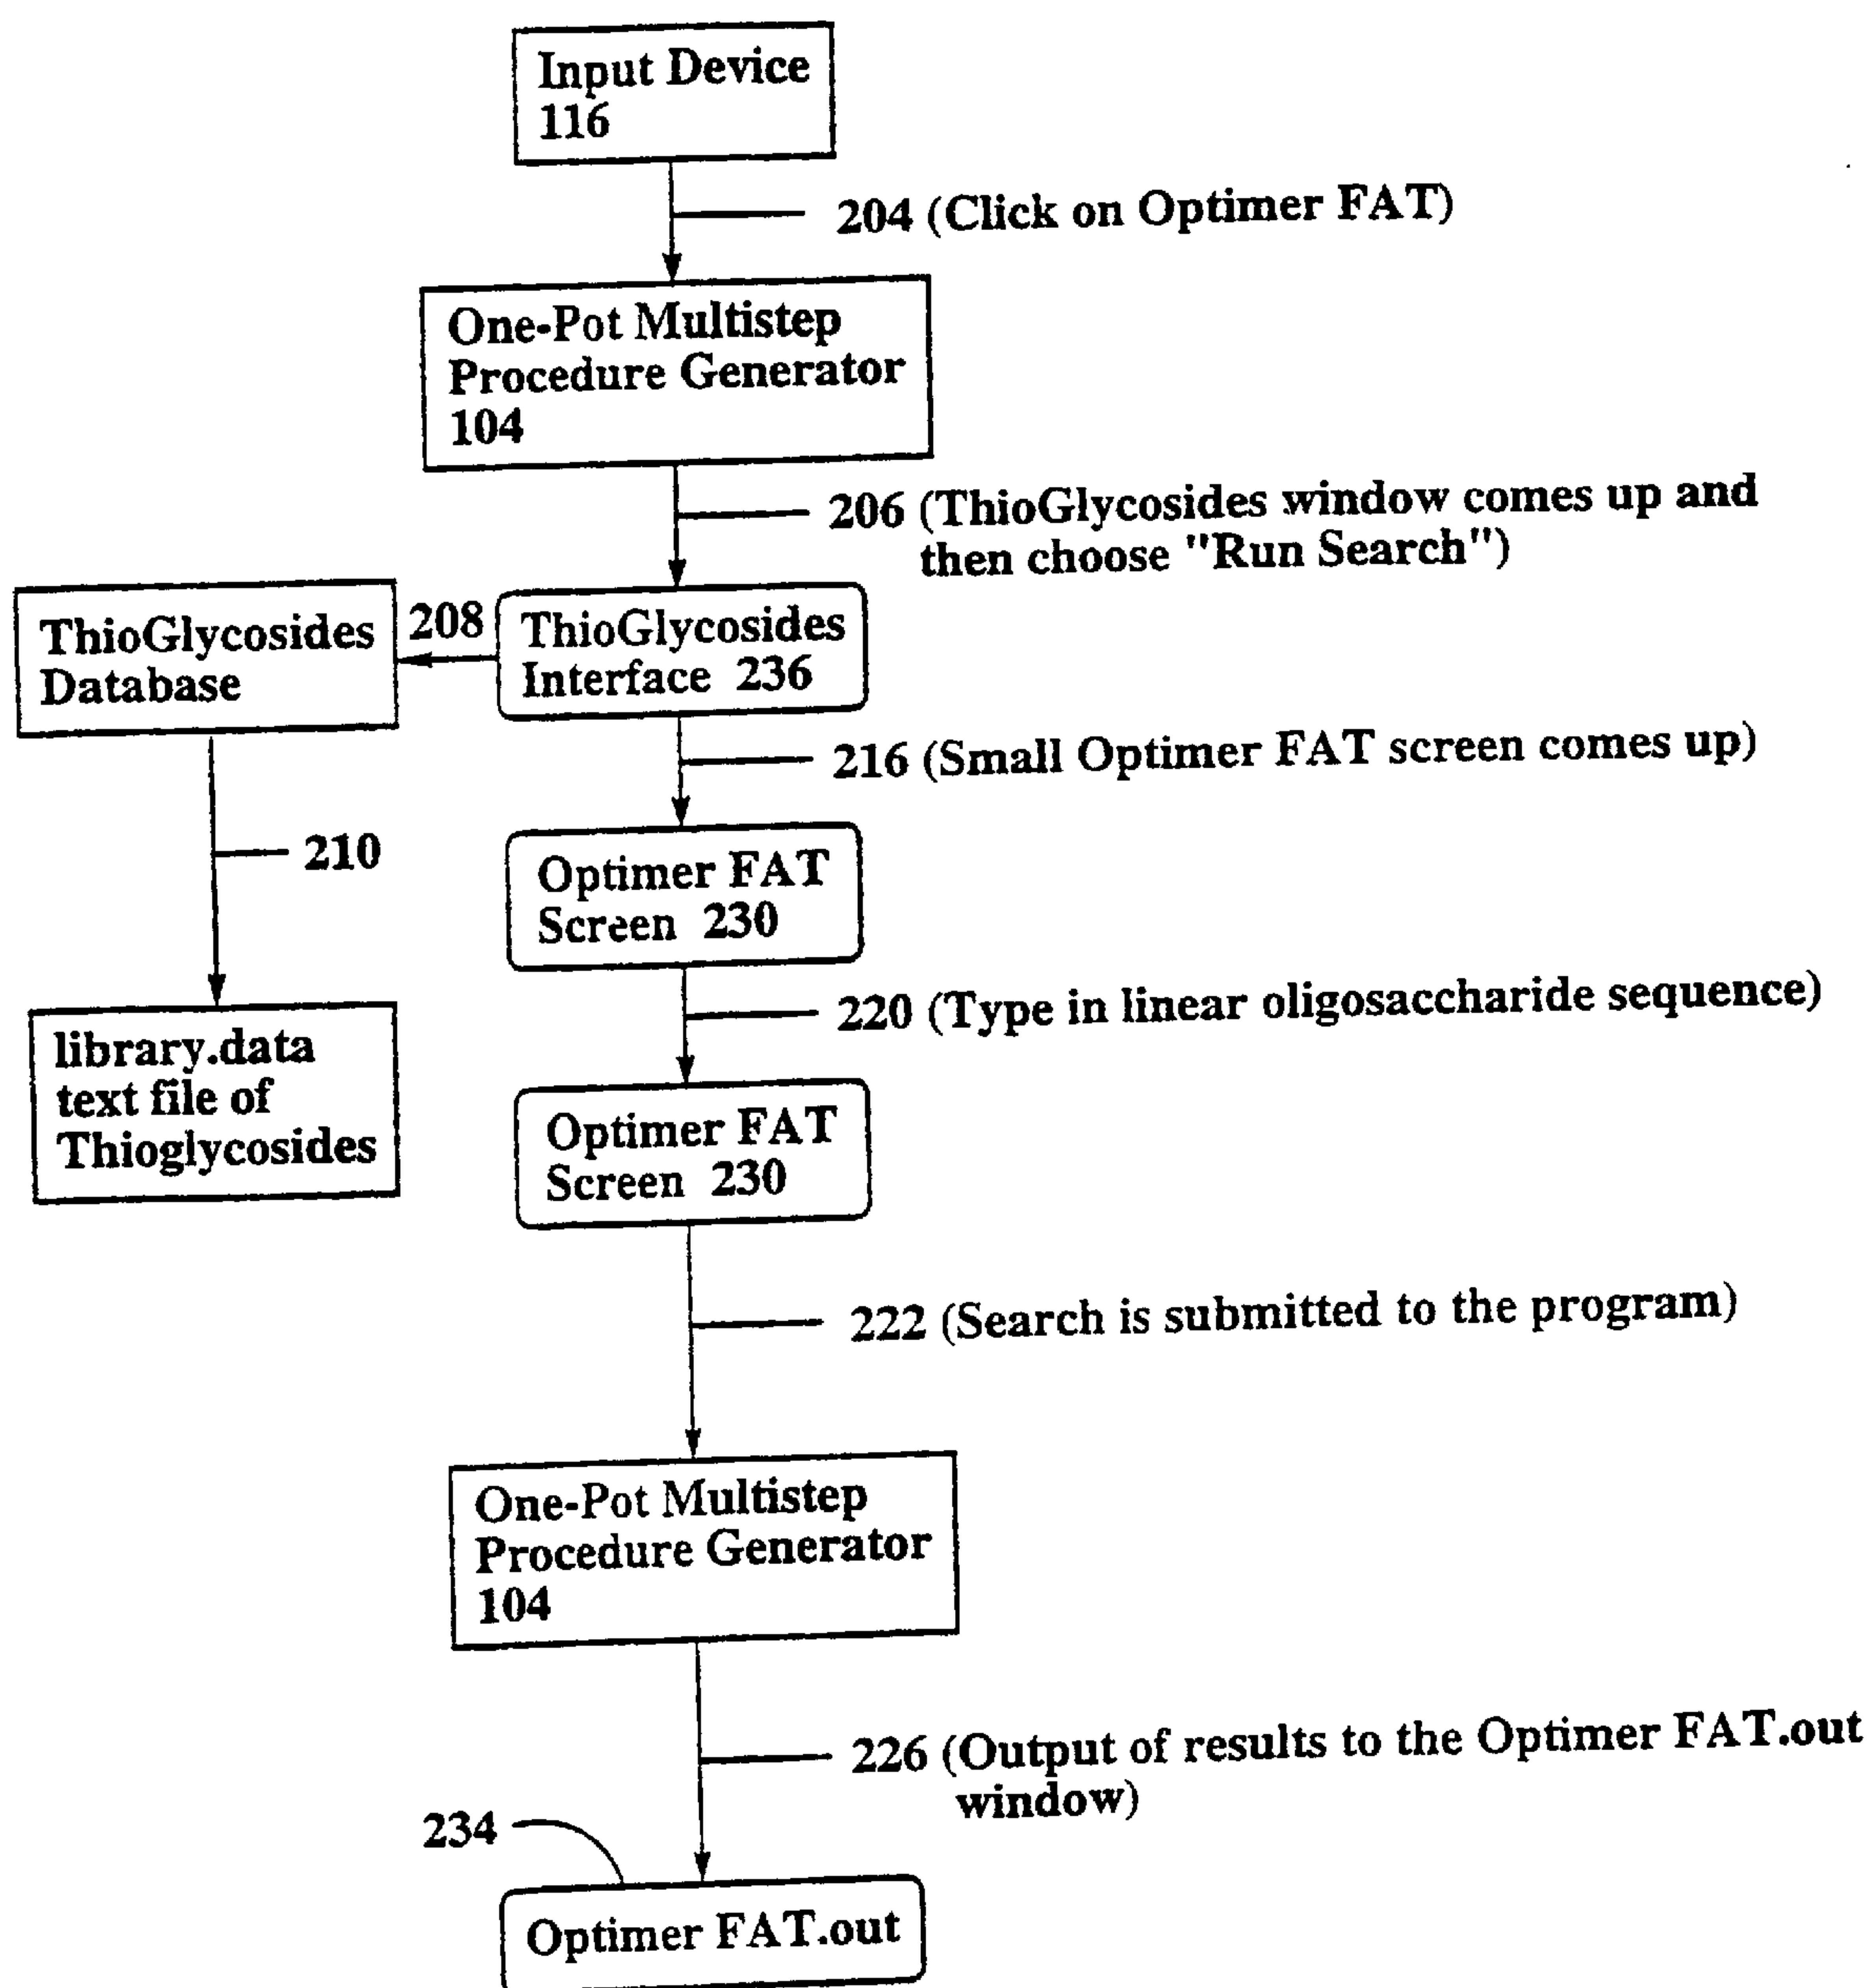 Input Device
116
204 (Click on Optimer FAT)
One-Pot Multistep
Procedure Generator
104
206 (ThioGlycosides window comes up and
then choose "Run Search")
ThioGlycosides
Database
208
ThioGlycosides
Interface 236
216 (Small Optimer FAT screen comes up)
210
Optimer FAT
Screen 230
220 (Type in linear oligosaccharide sequence)
library.data
text file of
Thioglycosides
Optimer FAT
Screen 230
222 (Search is submitted to the program)
One-Pot Multistep
Procedure Generator
104
226 (Output of results to the Optimer FAT.out
window)
234
Optimer FAT.out